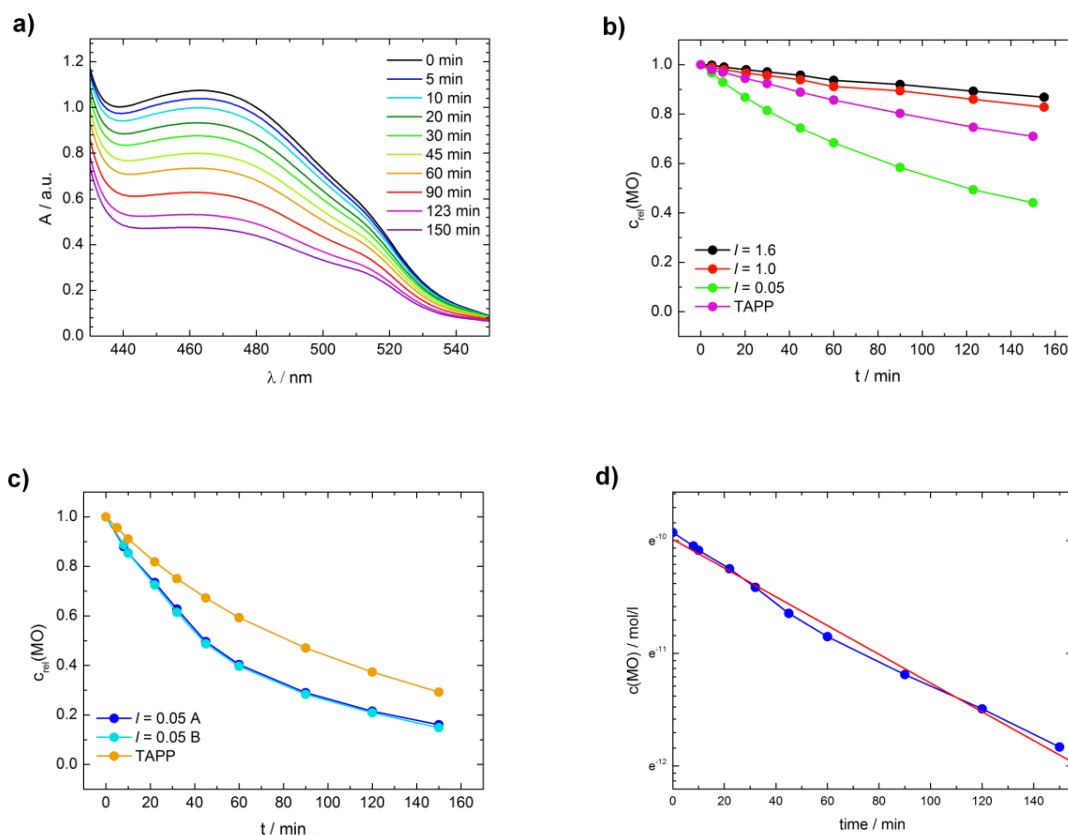 a)
A / a.u.
1.2
1.0
0.8
0.6
0.4
0.2
0.0
440 460 480 500 520 540
λ / nm
0 min
5 min
10 min
20 min
30 min
45 min
60 min
90 min
123 min
150 min
b)
c_rel(MO)
1.0
0.8
0.6
0.4
0.2
0.0
0 20 40 60 80 100 120 140 160
t / min
l = 1.6
l = 1.0
l = 0.05
TAPP
c)
c_rel(MO)
1.0
0.8
0.6
0.4
0.2
0.0
0 20 40 60 80 100 120 140 160
t / min
l = 0.05 A
l = 0.05 B
TAPP
d)
c(MO) / mol/l
e⁻¹⁰
e⁻¹¹
e⁻¹²
0 20 40 60 80 100 120 140
time / min